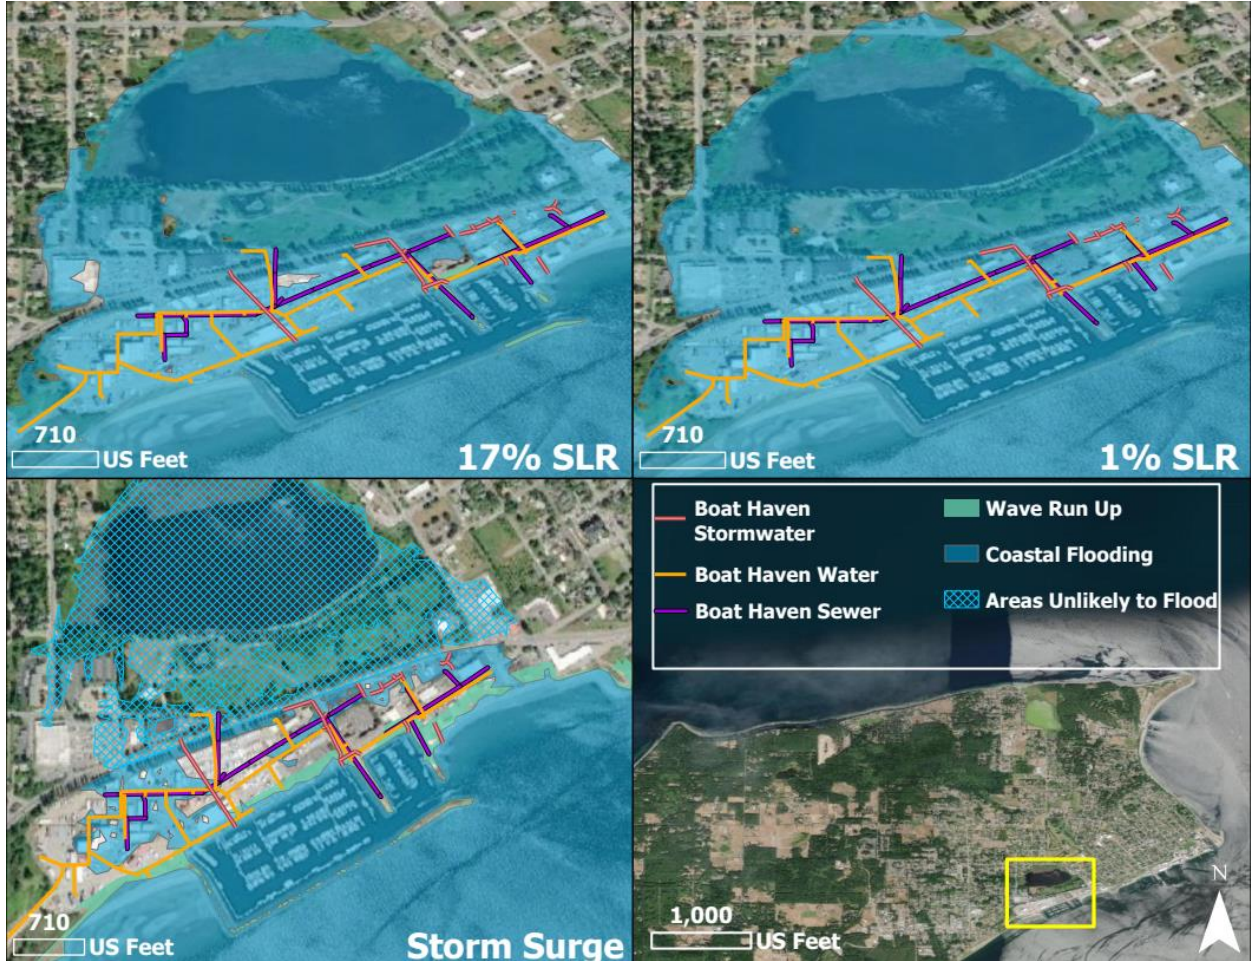 710
US Feet
17% SLR
710
US Feet
1% SLR
710
US Feet
Storm Surge
Boat Haven
Stormwater
Boat Haven Water
Boat Haven Sewer
Wave Run Up
Coastal Flooding
Areas Unlikely to Flood
1,000
US Feet
N